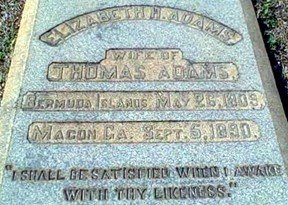 ELIZABETH H. ADAMS
WIFE OF
THOMAS ADAMS.
BERMUDA ISLANDS, MAY 26, 1809.
MACON GA. SEPT. 5, 1890.
"I SHALL BE SATISFIED WHEN I AWAKE
WITH THY LIKENESS."